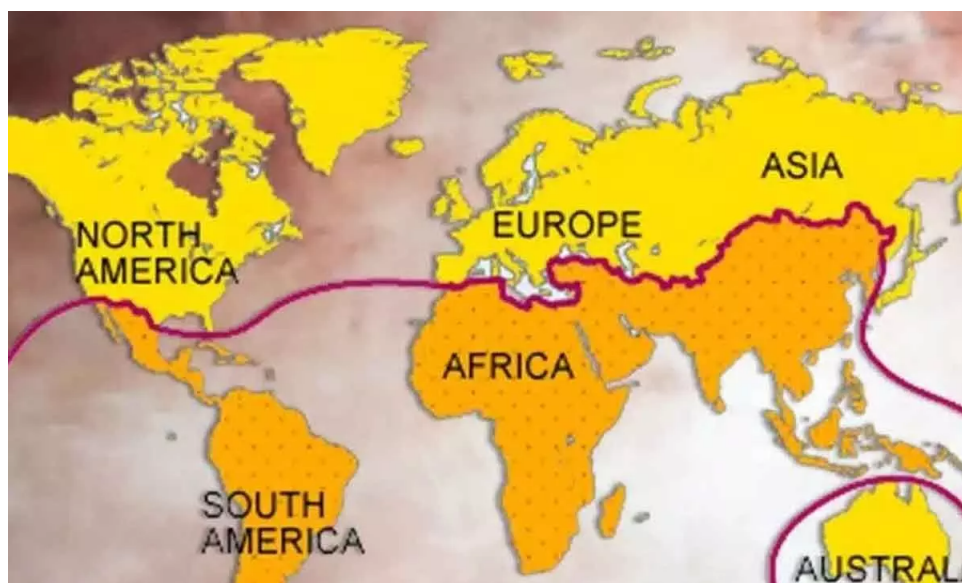 ASIA
NORTH
AMERICA
EUROPE
AFRICA
SOUTH
AMERICA
AUSTRAL